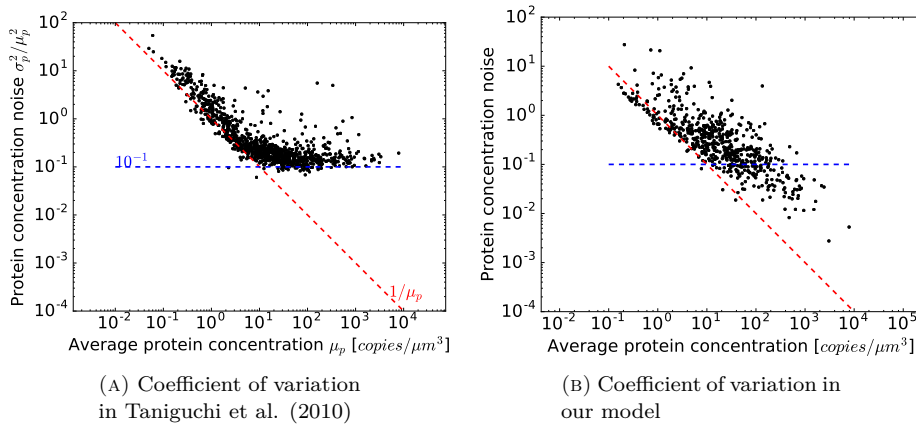 Protein concentration noise σ_p^2/μ_p^2
10^2
10^1
10^0
10^-1
10^-2
10^-3
10^-4
10^-1
1/μ_p
10^-2 10^-1 10^0 10^1 10^2 10^3 10^4
Average protein concentration μ_p [copies/μm^3]
(A) Coefficient of variation
in Taniguchi et al. (2010)
Protein concentration noise
10^2
10^1
10^0
10^-1
10^-2
10^-3
10^-4
10^-2 10^-1 10^0 10^1 10^2 10^3 10^4 10^5
Average protein concentration [copies/μm^3]
(B) Coefficient of variation in
our model